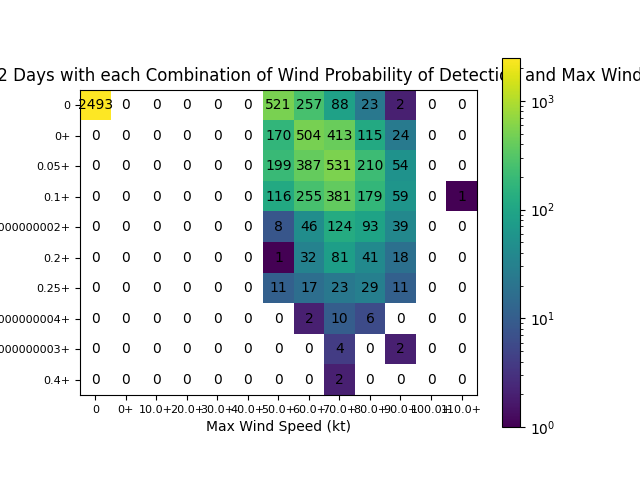 2 Days with each Combination of Wind Probability of Detection and Max Wind
0 2493 0 0 0 0 0 521 257 88 23 2 0 0
0+ 0 0 0 0 0 0 170 504 413 115 24 0 0
0.05+ 0 0 0 0 0 0 199 387 531 210 54 0 0
0.1+ 0 0 0 0 0 0 116 255 381 179 59 0 1
000000002+ 0 0 0 0 0 0 8 46 124 93 39 0 0
0.2+ 0 0 0 0 0 0 1 32 81 41 18 0 0
0.25+ 0 0 0 0 0 0 11 17 23 29 11 0 0
000000004+ 0 0 0 0 0 0 0 2 10 6 0 0 0
000000003+ 0 0 0 0 0 0 0 0 4 0 2 0 0
0.4+ 0 0 0 0 0 0 0 0 2 0 0 0 0
0 0+ 10.0+ 20.0+ 30.0+ 40.0+ 50.0+ 60.0+ 70.0+ 80.0+ 90.0+ 100.0+ 110.0+
Max Wind Speed (kt)
10³
10²
10¹
10⁰